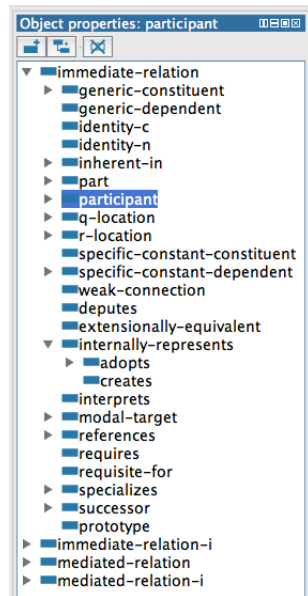 Object properties: participant
immediate-relation
generic-constituent
generic-dependent
identity-c
identity-n
inherent-in
part
participant
q-location
r-location
specific-constant-constituent
specific-constant-dependent
weak-connection
deputes
extensionally-equivalent
internally-represents
adopts
creates
interprets
modal-target
references
requires
requisite-for
specializes
successor
prototype
immediate-relation-i
mediated-relation
mediated-relation-i